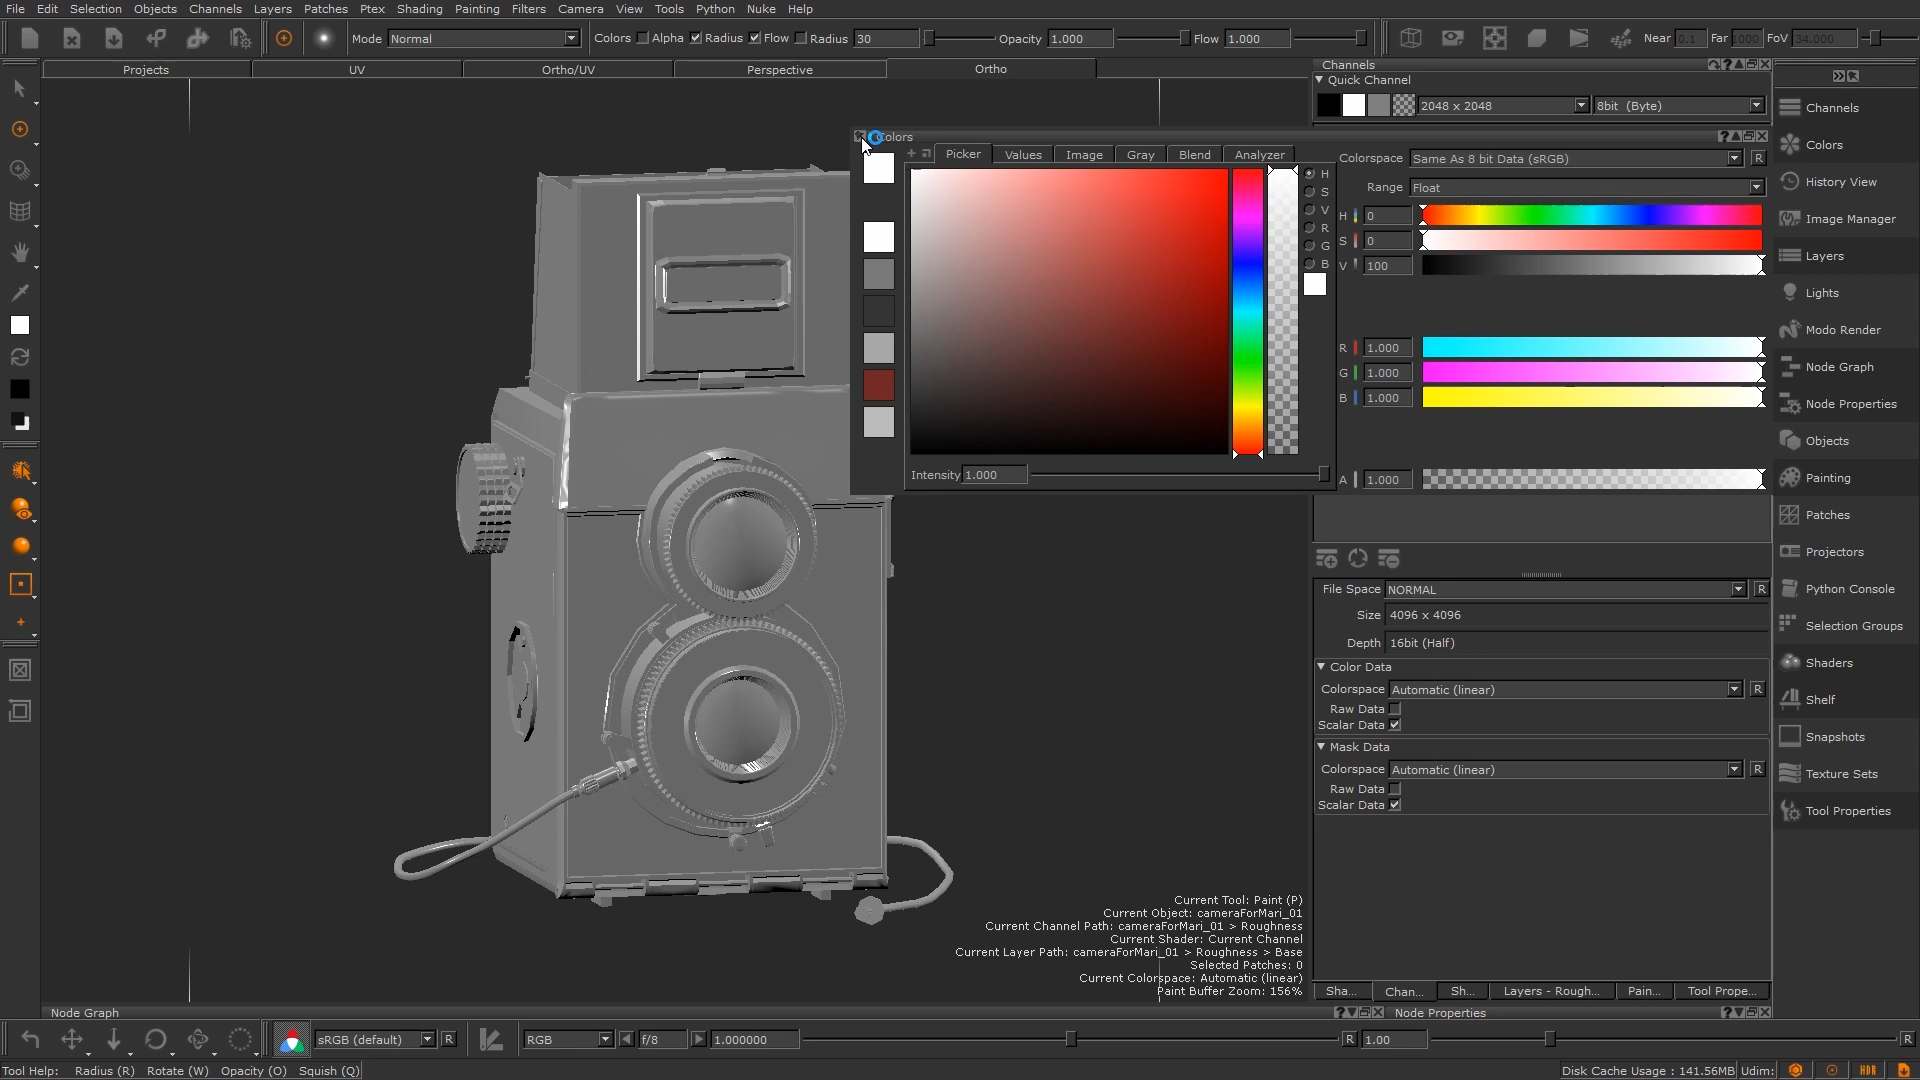 File Edit Selection Objects Channels Layers Patches Ptex Shading Painting Filters Camera View Tools Python Nuke Help
Mode Normal Colors Alpha Radius Flow Radius 30 Opacity 1.000 Flow 1.000 Near 0.1 Far 1000 FoV 34.000
Projects UV Ortho/UV Perspective Ortho
Channels
Quick Channel
2048 x 2048 8bit (Byte)
Colors
Picker Values Image Gray Blend Analyzer
H
S
V
R
G
B
Intensity 1.000
Colorspace Same As 8 bit Data (sRGB) R
Range Float
H 0
S 0
V 100
R 1.000
G 1.000
B 1.000
A 1.000
File Space NORMAL R
Size 4096 x 4096
Depth 16bit (Half)
Color Data
Colorspace Automatic (linear) R
Raw Data
Scalar Data
Mask Data
Colorspace Automatic (linear) R
Raw Data
Scalar Data
Sha... Chan... Sh... Layers - Rough... Pain... Tool Prope...
Channels
Colors
History View
Image Manager
Layers
Lights
Modo Render
Node Graph
Node Properties
Objects
Painting
Patches
Projectors
Python Console
Selection Groups
Shaders
Shelf
Snapshots
Texture Sets
Tool Properties
Current Tool: Paint (P)
Current Object: cameraForMari_01
Current Channel Path: cameraForMari_01 > Roughness
Current Shader: Current Channel
Current Layer Path: cameraForMari_01 > Roughness > Base
Selected Patches: 0
Current Colorspace: Automatic (linear)
Paint Buffer Zoom: 156%
Node Graph Node Properties
sRGB (default) R RGB f/8 1.000000 R 1.00 R
Tool Help: Radius (R) Rotate (W) Opacity (O) Squish (Q) Disk Cache Usage : 141.56MB Udim: HDR